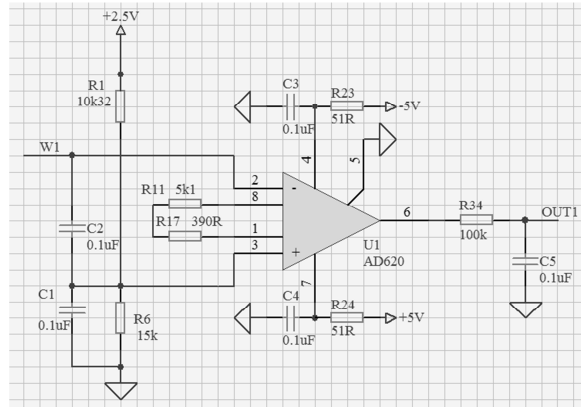 +2.5V
R1
10k32
C3
0.1uF
R23
51R
-5V
W1
4
5
2
-
8
R11 5k1
R17 390R
1
3
+
6
R34
100k
OUT1
U1
AD620
C2
0.1uF
C5
0.1uF
C1
0.1uF
R6
15k
7
C4
0.1uF
R24
51R
+5V